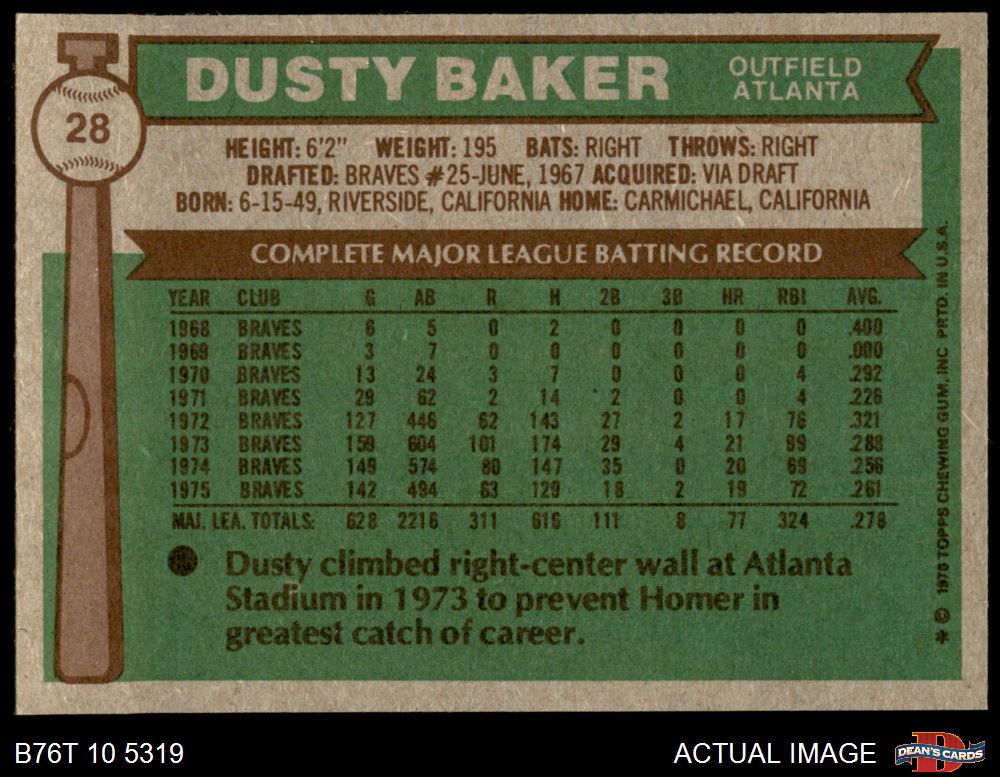 28
DUSTY BAKER
OUTFIELD
ATLANTA
HEIGHT: 6'2" WEIGHT: 195 BATS: RIGHT THROWS: RIGHT
DRAFTED: BRAVES #25-JUNE, 1967 ACQUIRED: VIA DRAFT
BORN: 6-15-49, RIVERSIDE, CALIFORNIA HOME: CARMICHAEL, CALIFORNIA
COMPLETE MAJOR LEAGUE BATTING RECORD
YEAR CLUB G AB R H 2B 3B HR RBI AVG.
1968 BRAVES 6 5 0 2 0 0 0 0 .400
1969 BRAVES 3 7 0 0 0 0 0 0 .000
1970 BRAVES 13 24 3 7 0 0 0 4 .292
1971 BRAVES 29 62 2 14 2 0 0 4 .226
1972 BRAVES 127 446 62 143 27 2 17 76 .321
1973 BRAVES 159 604 101 174 29 4 21 99 .288
1974 BRAVES 149 574 80 147 35 0 20 69 .256
1975 BRAVES 142 494 63 129 18 2 19 72 .261
MAJ. LEA. TOTALS: 628 2216 311 616 111 8 77 324 .278
Dusty climbed right-center wall at Atlanta
Stadium in 1973 to prevent Homer in
greatest catch of career.
* © 1976 TOPPS CHEWING GUM, INC PRTD. IN U.S.A.
B76T 10 5319
ACTUAL IMAGE
D
DEAN'S CARDS